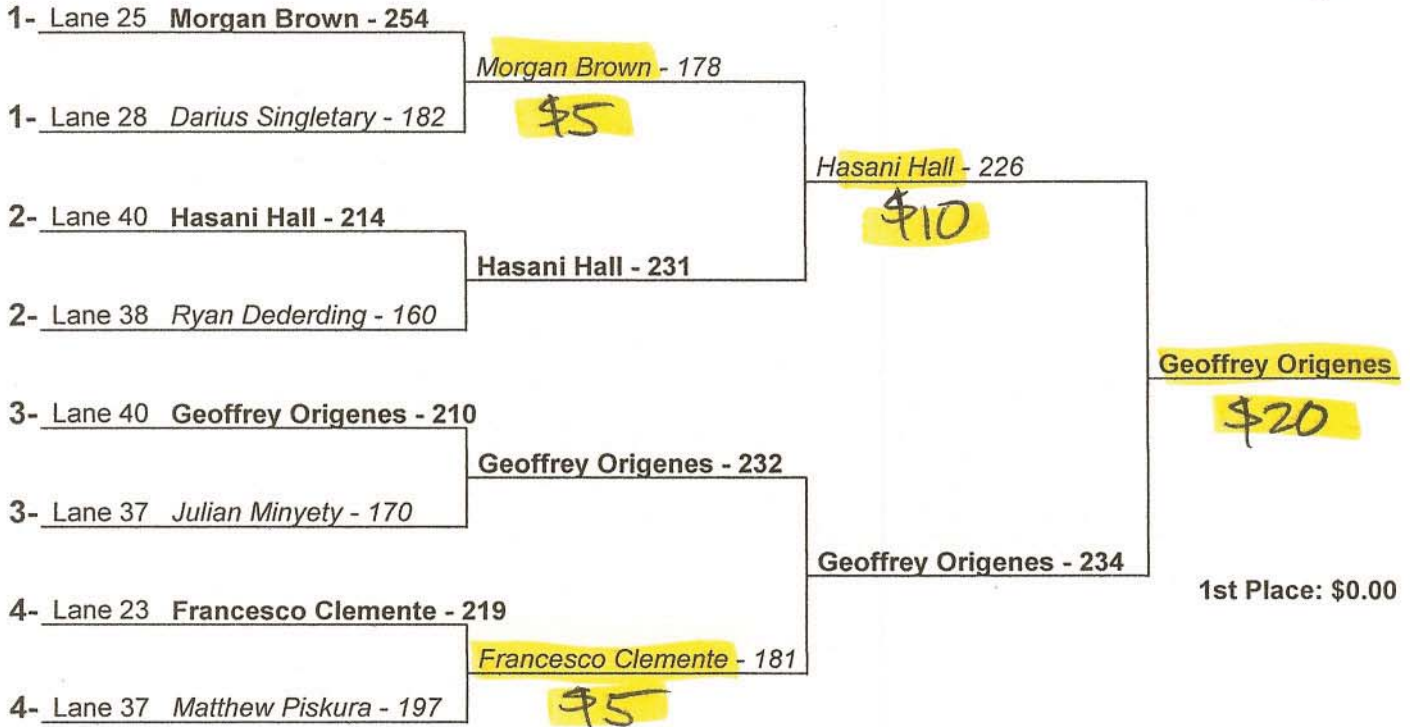 1- Lane 25 Morgan Brown - 254
Morgan Brown - 178
1- Lane 28 Darius Singletary - 182
$5
Hasani Hall - 226
$10
2- Lane 40 Hasani Hall - 214
Hasani Hall - 231
2- Lane 38 Ryan Dederding - 160
Geoffrey Origenes
$20
3- Lane 40 Geoffrey Origenes - 210
Geoffrey Origenes - 232
3- Lane 37 Julian Minyety - 170
Geoffrey Origenes - 234
1st Place: $0.00
4- Lane 23 Francesco Clemente - 219
Francesco Clemente - 181
$5
4- Lane 37 Matthew Piskura - 197